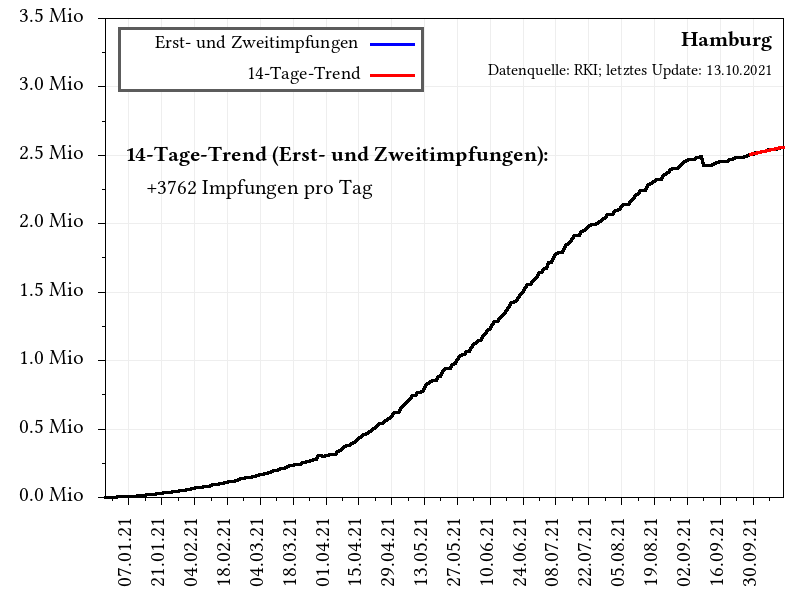 3.5 Mio
3.0 Mio
2.5 Mio
2.0 Mio
1.5 Mio
1.0 Mio
0.5 Mio
0.0 Mio
Erst- und Zweitimpfungen
14-Tage-Trend
Hamburg
Datenquelle: RKI; letztes Update: 13.10.2021
14-Tage-Trend (Erst- und Zweitimpfungen):
+3762 Impfungen pro Tag
07.01.21
21.01.21
04.02.21
18.02.21
04.03.21
18.03.21
01.04.21
15.04.21
29.04.21
13.05.21
27.05.21
10.06.21
24.06.21
08.07.21
22.07.21
05.08.21
19.08.21
02.09.21
16.09.21
30.09.21